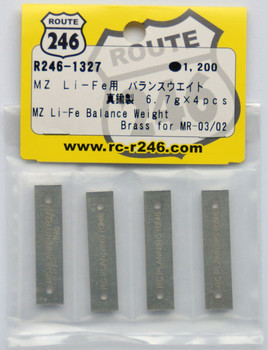 ROUTE
246
ROUTE
R246-1327 ●1,200
MZ Li-Fe用 バランスウエイト
真鍮製 6.7g×4pcs
MZ Li-Fe Balance Weight
Brass for MR-03/02
www.rc-r246.com